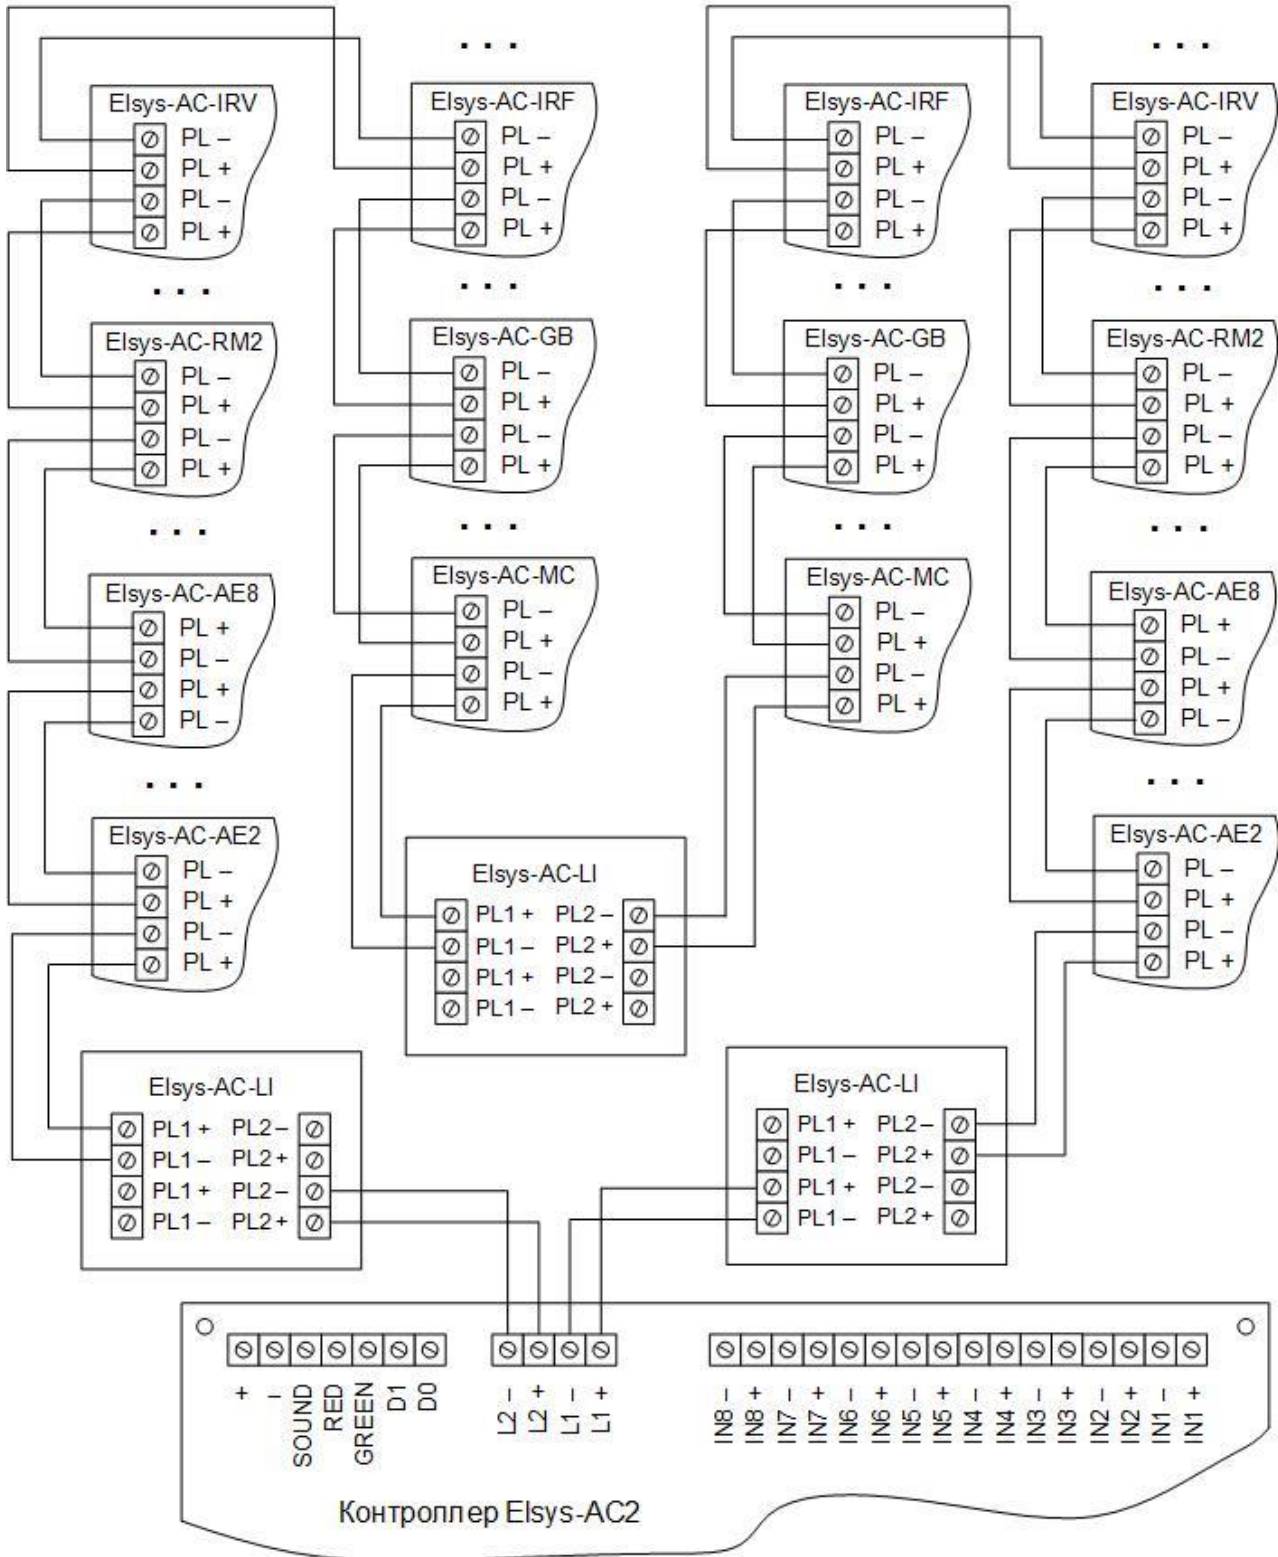 . . .
. . .
Elsys-AC-IRV
PL –
PL +
PL –
PL +
Elsys-AC-IRF
PL –
PL +
PL –
PL +
Elsys-AC-IRF
PL –
PL +
PL –
PL +
Elsys-AC-IRV
PL –
PL +
PL –
PL +
. . .
. . .
. . .
. . .
Elsys-AC-RM2
PL –
PL +
PL –
PL +
Elsys-AC-GB
PL –
PL +
PL –
PL +
Elsys-AC-GB
PL –
PL +
PL –
PL +
Elsys-AC-RM2
PL –
PL +
PL –
PL +
. . .
. . .
. . .
. . .
Elsys-AC-AE8
PL +
PL –
PL +
PL –
Elsys-AC-MC
PL –
PL +
PL –
PL +
Elsys-AC-MC
PL –
PL +
PL –
PL +
Elsys-AC-AE8
PL +
PL –
PL +
PL –
. . .
. . .
Elsys-AC-AE2
PL –
PL +
PL –
PL +
Elsys-AC-LI
PL1 + PL2 –
PL1 – PL2 +
PL1 + PL2 –
PL1 – PL2 +
Elsys-AC-AE2
PL –
PL +
PL –
PL +
Elsys-AC-LI
PL1 + PL2 –
PL1 – PL2 +
PL1 + PL2 –
PL1 – PL2 +
Elsys-AC-LI
PL1 + PL2 –
PL1 – PL2 +
PL1 + PL2 –
PL1 – PL2 +
+
–
SOUND
RED
GREEN
D1
D0
L2 –
L2 +
L1 –
L1 +
IN8 –
IN8 +
IN7 –
IN7 +
IN6 –
IN6 +
IN5 –
IN5 +
IN4 –
IN4 +
IN3 –
IN3 +
IN2 –
IN2 +
IN1 –
IN1 +
Контроллер Elsys-AC2